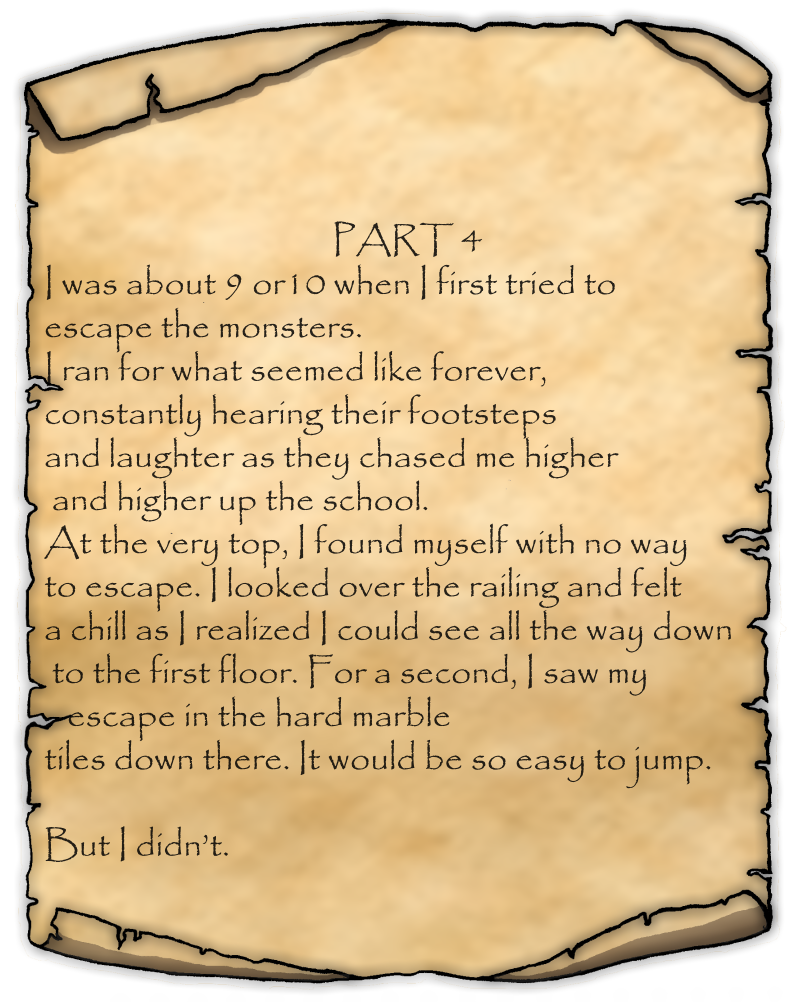 PART 4
I was about 9 or10 when I first tried to
escape the monsters.
I ran for what seemed like forever,
constantly hearing their footsteps
and laughter as they chased me higher
and higher up the school.
At the very top, I found myself with no way
to escape. I looked over the railing and felt
a chill as I realized I could see all the way down
to the first floor. For a second, I saw my
escape in the hard marble
tiles down there. It would be so easy to jump.
But I didn't.